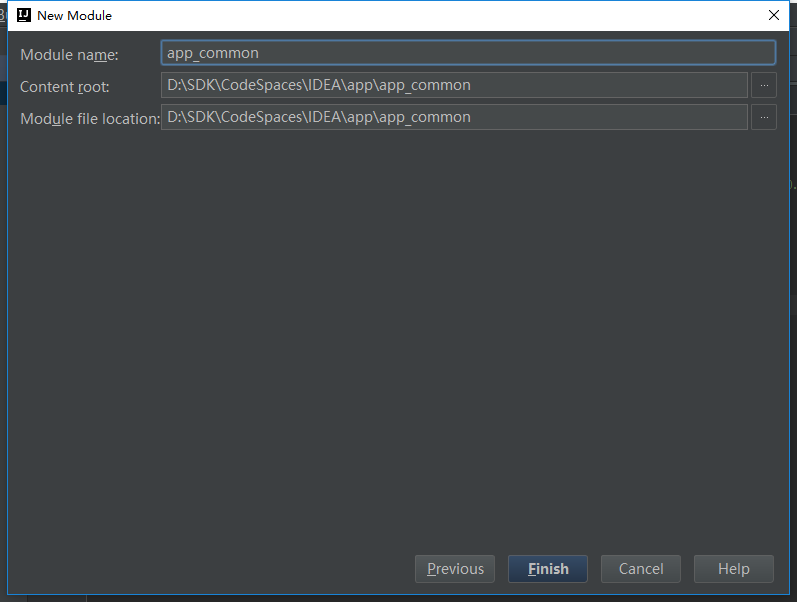 New Module
Module name: app_common
Content root: D:\SDK\CodeSpaces\IDEA\app\app_common ...
Module file location: D:\SDK\CodeSpaces\IDEA\app\app_common ...
Previous Finish Cancel Help